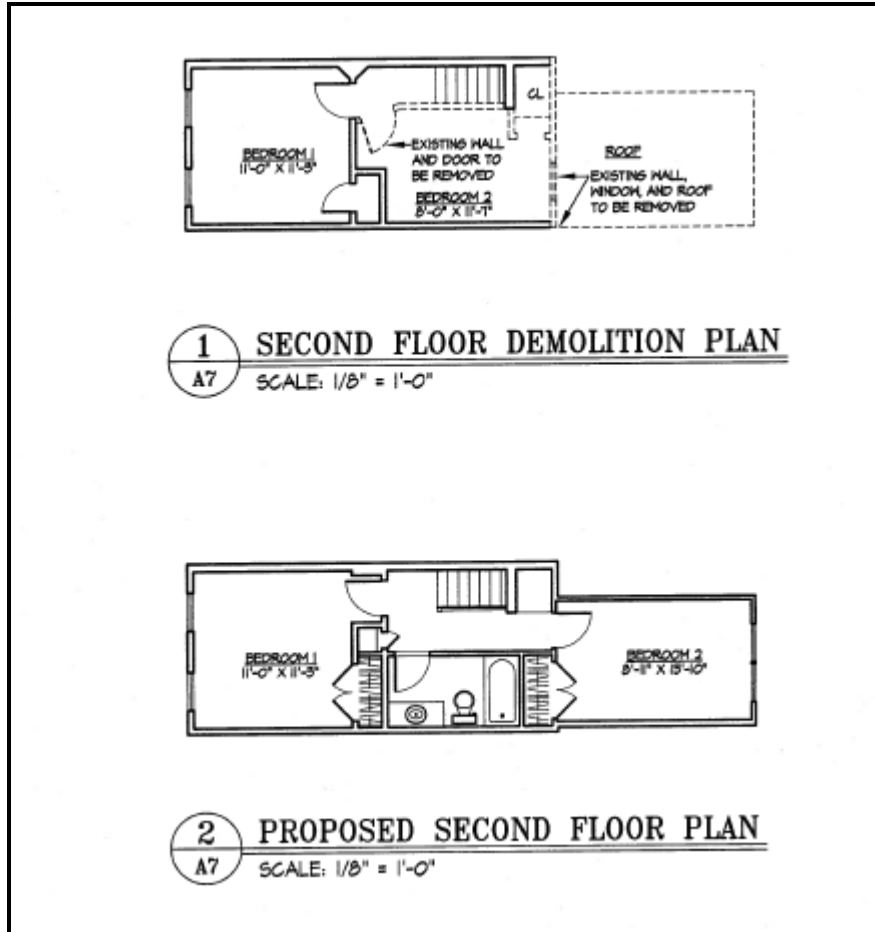 CL
BEDROOM 1
11'-0" X 11'-3"
EXISTING WALL
AND DOOR TO
BE REMOVED
BEDROOM 2
8'-0" X 11'-7"
ROOF
EXISTING WALL,
WINDOW, AND ROOF
TO BE REMOVED
1
A7
SECOND FLOOR DEMOLITION PLAN
SCALE: 1/8" = 1'-0"
BEDROOM 1
11'-0" X 11'-3"
BEDROOM 2
8'-11" X 13'-10"
2
A7
PROPOSED SECOND FLOOR PLAN
SCALE: 1/8" = 1'-0"